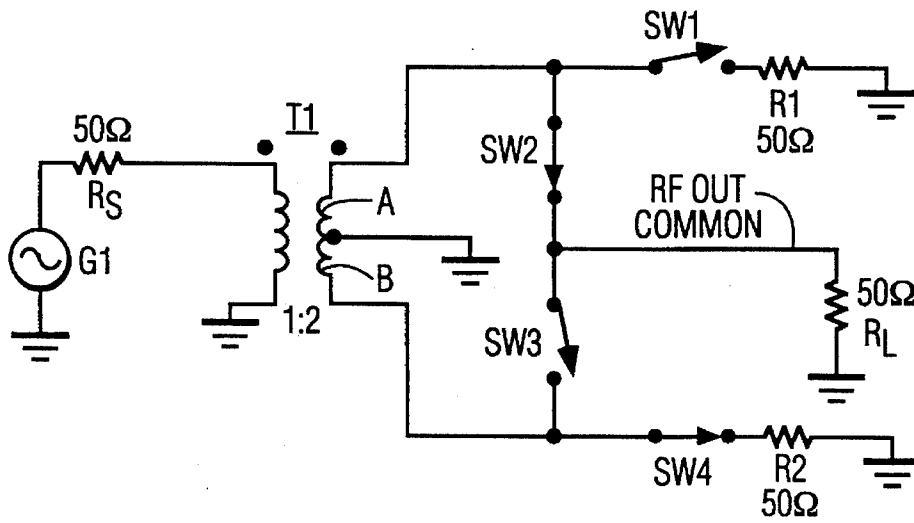 SW1
50Ω
T1
R1
50Ω
SW2
RS
A
RF OUT
COMMON
G1
B
50Ω
RL
1:2
SW3
SW4
R2
50Ω